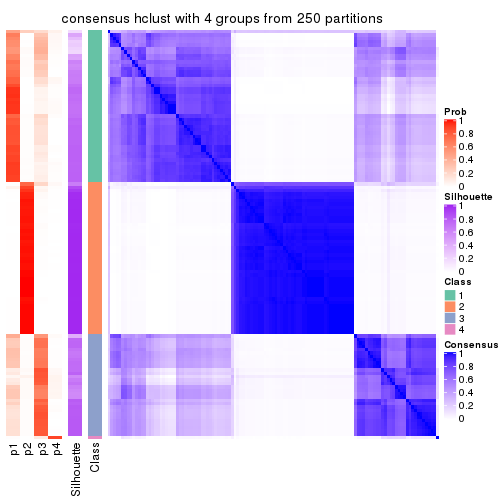 consensus hclust with 4 groups from 250 partitions
Prob
1
0.8
0.6
0.4
0.2
0
Silhouette
1
0.8
0.6
0.4
0.2
0
Class
1
2
3
4
Consensus
1
0.8
0.6
0.4
0.2
0
p1
p2
p3
p4
Silhouette
Class